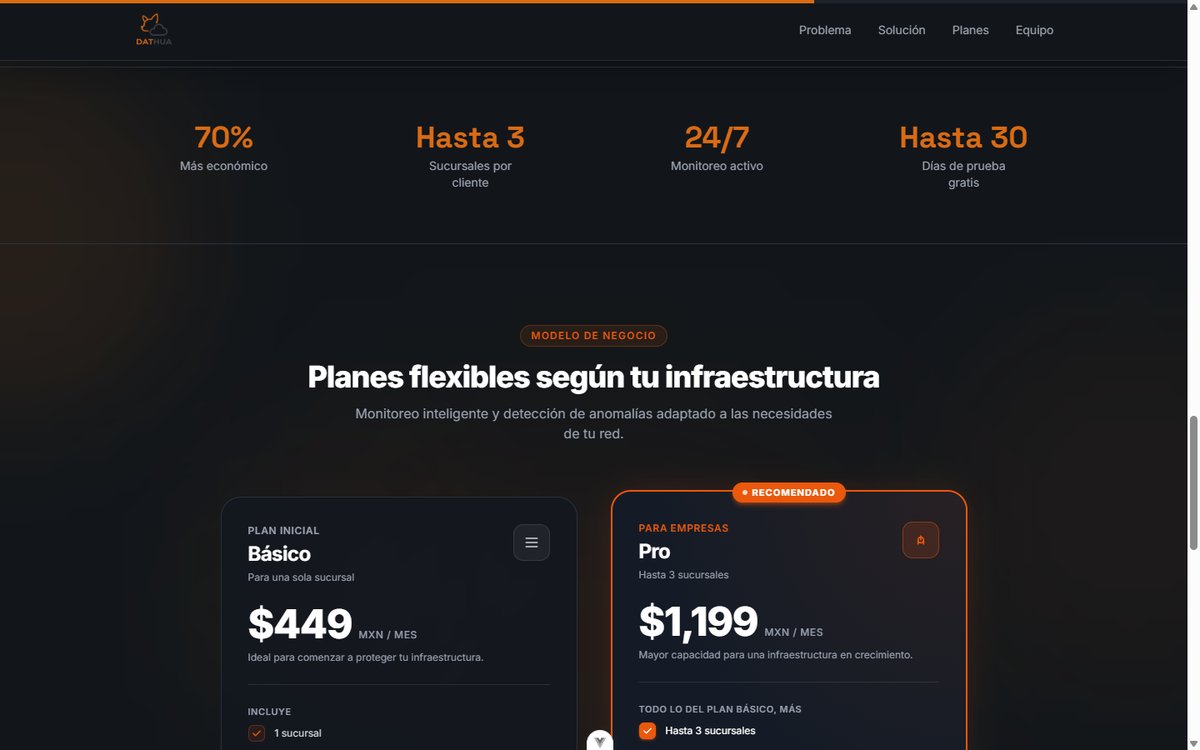 DATHUA
Problema
Solución
Planes
Equipo
70%
Más económico
Hasta 3
Sucursales por
cliente
24/7
Monitoreo activo
Hasta 30
Días de prueba
gratis
MODELO DE NEGOCIO
Planes flexibles según tu infraestructura
Monitoreo inteligente y detección de anomalías adaptado a las necesidades
de tu red.
PLAN INICIAL
Básico
Para una sola sucursal
$449 MXN / MES
Ideal para comenzar a proteger tu infraestructura.
INCLUYE
1 sucursal
RECOMENDADO
PARA EMPRESAS
Pro
Hasta 3 sucursales
$1,199 MXN / MES
Mayor capacidad para una infraestructura en crecimiento.
TODO LO DEL PLAN BÁSICO, MÁS
Hasta 3 sucursales